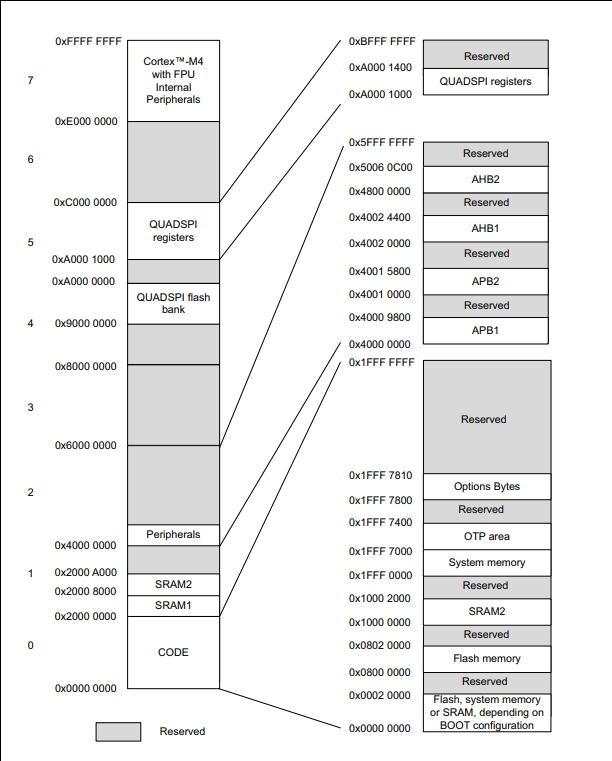 0xFFFF FFFF
7
Cortex™-M4
with FPU
Internal
Peripherals
0xE000 0000
6
0xC000 0000
5
QUADSPI
registers
0xA000 1000
0xA000 0000
QUADSPI flash
bank
4
0x9000 0000
0x8000 0000
3
0x6000 0000
2
Peripherals
0x4000 0000
1
0x2000 A000
SRAM2
0x2000 8000
SRAM1
0x2000 0000
0
CODE
0x0000 0000
Reserved
0xBFFF FFFF
Reserved
0xA000 1400
QUADSPI registers
0xA000 1000
0x5FFF FFFF
Reserved
0x5006 0C00
AHB2
0x4800 0000
Reserved
0x4002 4400
AHB1
0x4002 0000
Reserved
0x4001 5800
APB2
0x4001 0000
Reserved
0x4000 9800
APB1
0x4000 0000
0x1FFF FFFF
Reserved
0x1FFF 7810
Options Bytes
0x1FFF 7800
Reserved
0x1FFF 7400
OTP area
0x1FFF 7000
System memory
0x1FFF 0000
Reserved
0x1000 2000
SRAM2
0x1000 0000
Reserved
0x0802 0000
Flash memory
0x0800 0000
Reserved
0x0002 0000
Flash, system memory
or SRAM, depending on
BOOT configuration
0x0000 0000